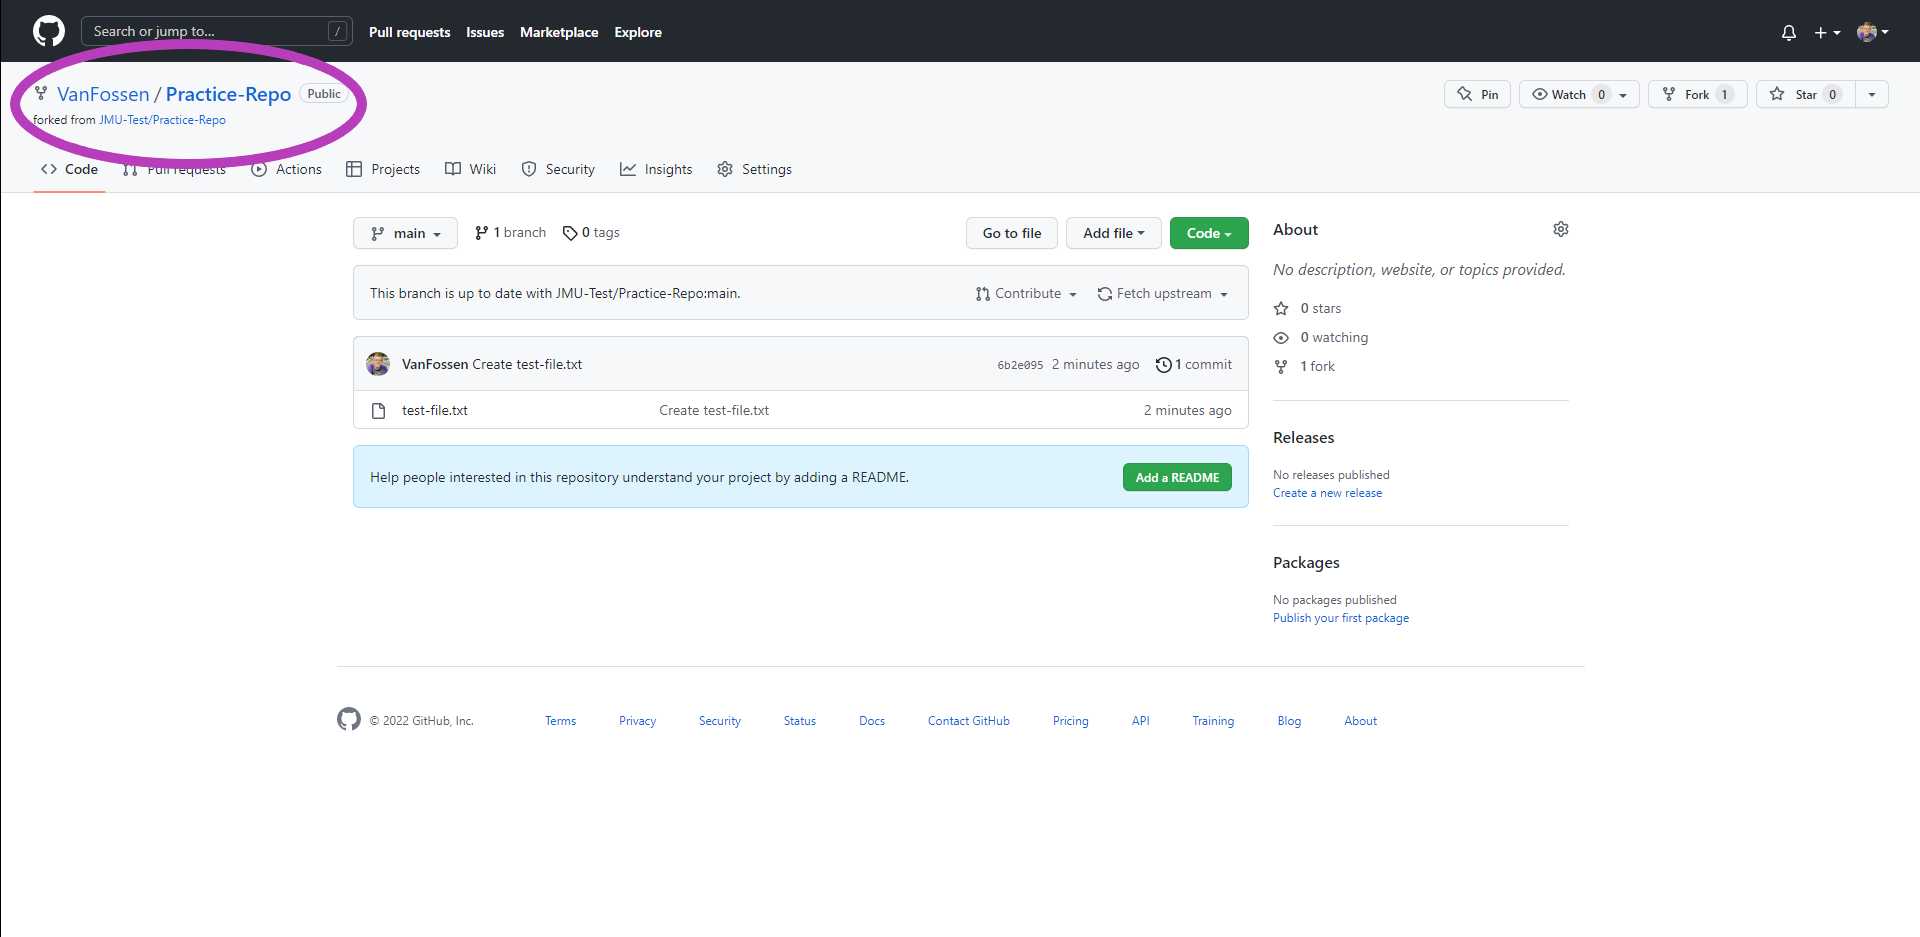 Search or jump to... /
Pull requests Issues Marketplace Explore
VanFossen / Practice-Repo Public
forked from JMU-Test/Practice-Repo
Pin
Watch 0
Fork 1
Star 0
Code Pull requests Actions Projects Wiki Security Insights Settings
main 1 branch 0 tags
Go to file Add file Code
This branch is up to date with JMU-Test/Practice-Repo:main. Contribute Fetch upstream
VanFossen Create test-file.txt 6b2e095 2 minutes ago 1 commit
test-file.txt Create test-file.txt 2 minutes ago
Help people interested in this repository understand your project by adding a README. Add a README
About
No description, website, or topics provided.
0 stars
0 watching
1 fork
Releases
No releases published
Create a new release
Packages
No packages published
Publish your first package
© 2022 GitHub, Inc. Terms Privacy Security Status Docs Contact GitHub Pricing API Training Blog About